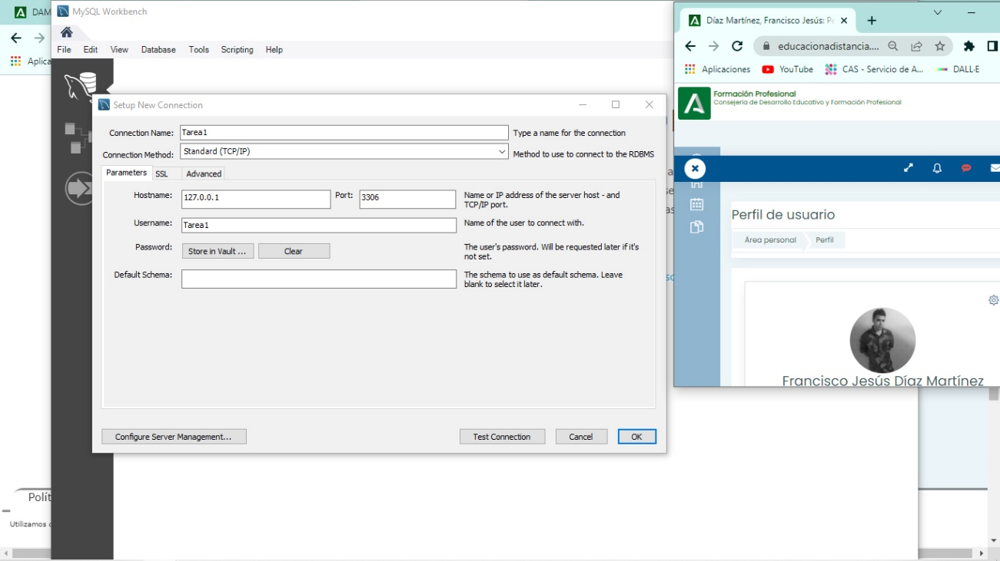 DAM
MySQL Workbench
File Edit View Database Tools Scripting Help
Aplica
Setup New Connection
Connection Name: Tarea1 Type a name for the connection
Connection Method: Standard (TCP/IP) Method to use to connect to the RDBMS
Parameters SSL Advanced
Hostname: 127.0.0.1 Port: 3306 Name or IP address of the server host - and
TCP/IP port.
Username: Tarea1 Name of the user to connect with.
Password: Store in Vault ... Clear The user's password. Will be requested later if it's
not set.
Default Schema: The schema to use as default schema. Leave
blank to select it later.
Configure Server Management... Test Connection Cancel OK
Polít
Utilizamos
Díaz Martínez, Francisco Jesús: Pe
educacionadistancia....
Aplicaciones YouTube CAS - Servicio de A... DALL·E
Formación Profesional
Consejería de Desarrollo Educativo y Formación Profesional
Perfil de usuario
Área personal Perfil
Francisco Jesús Díaz Martínez